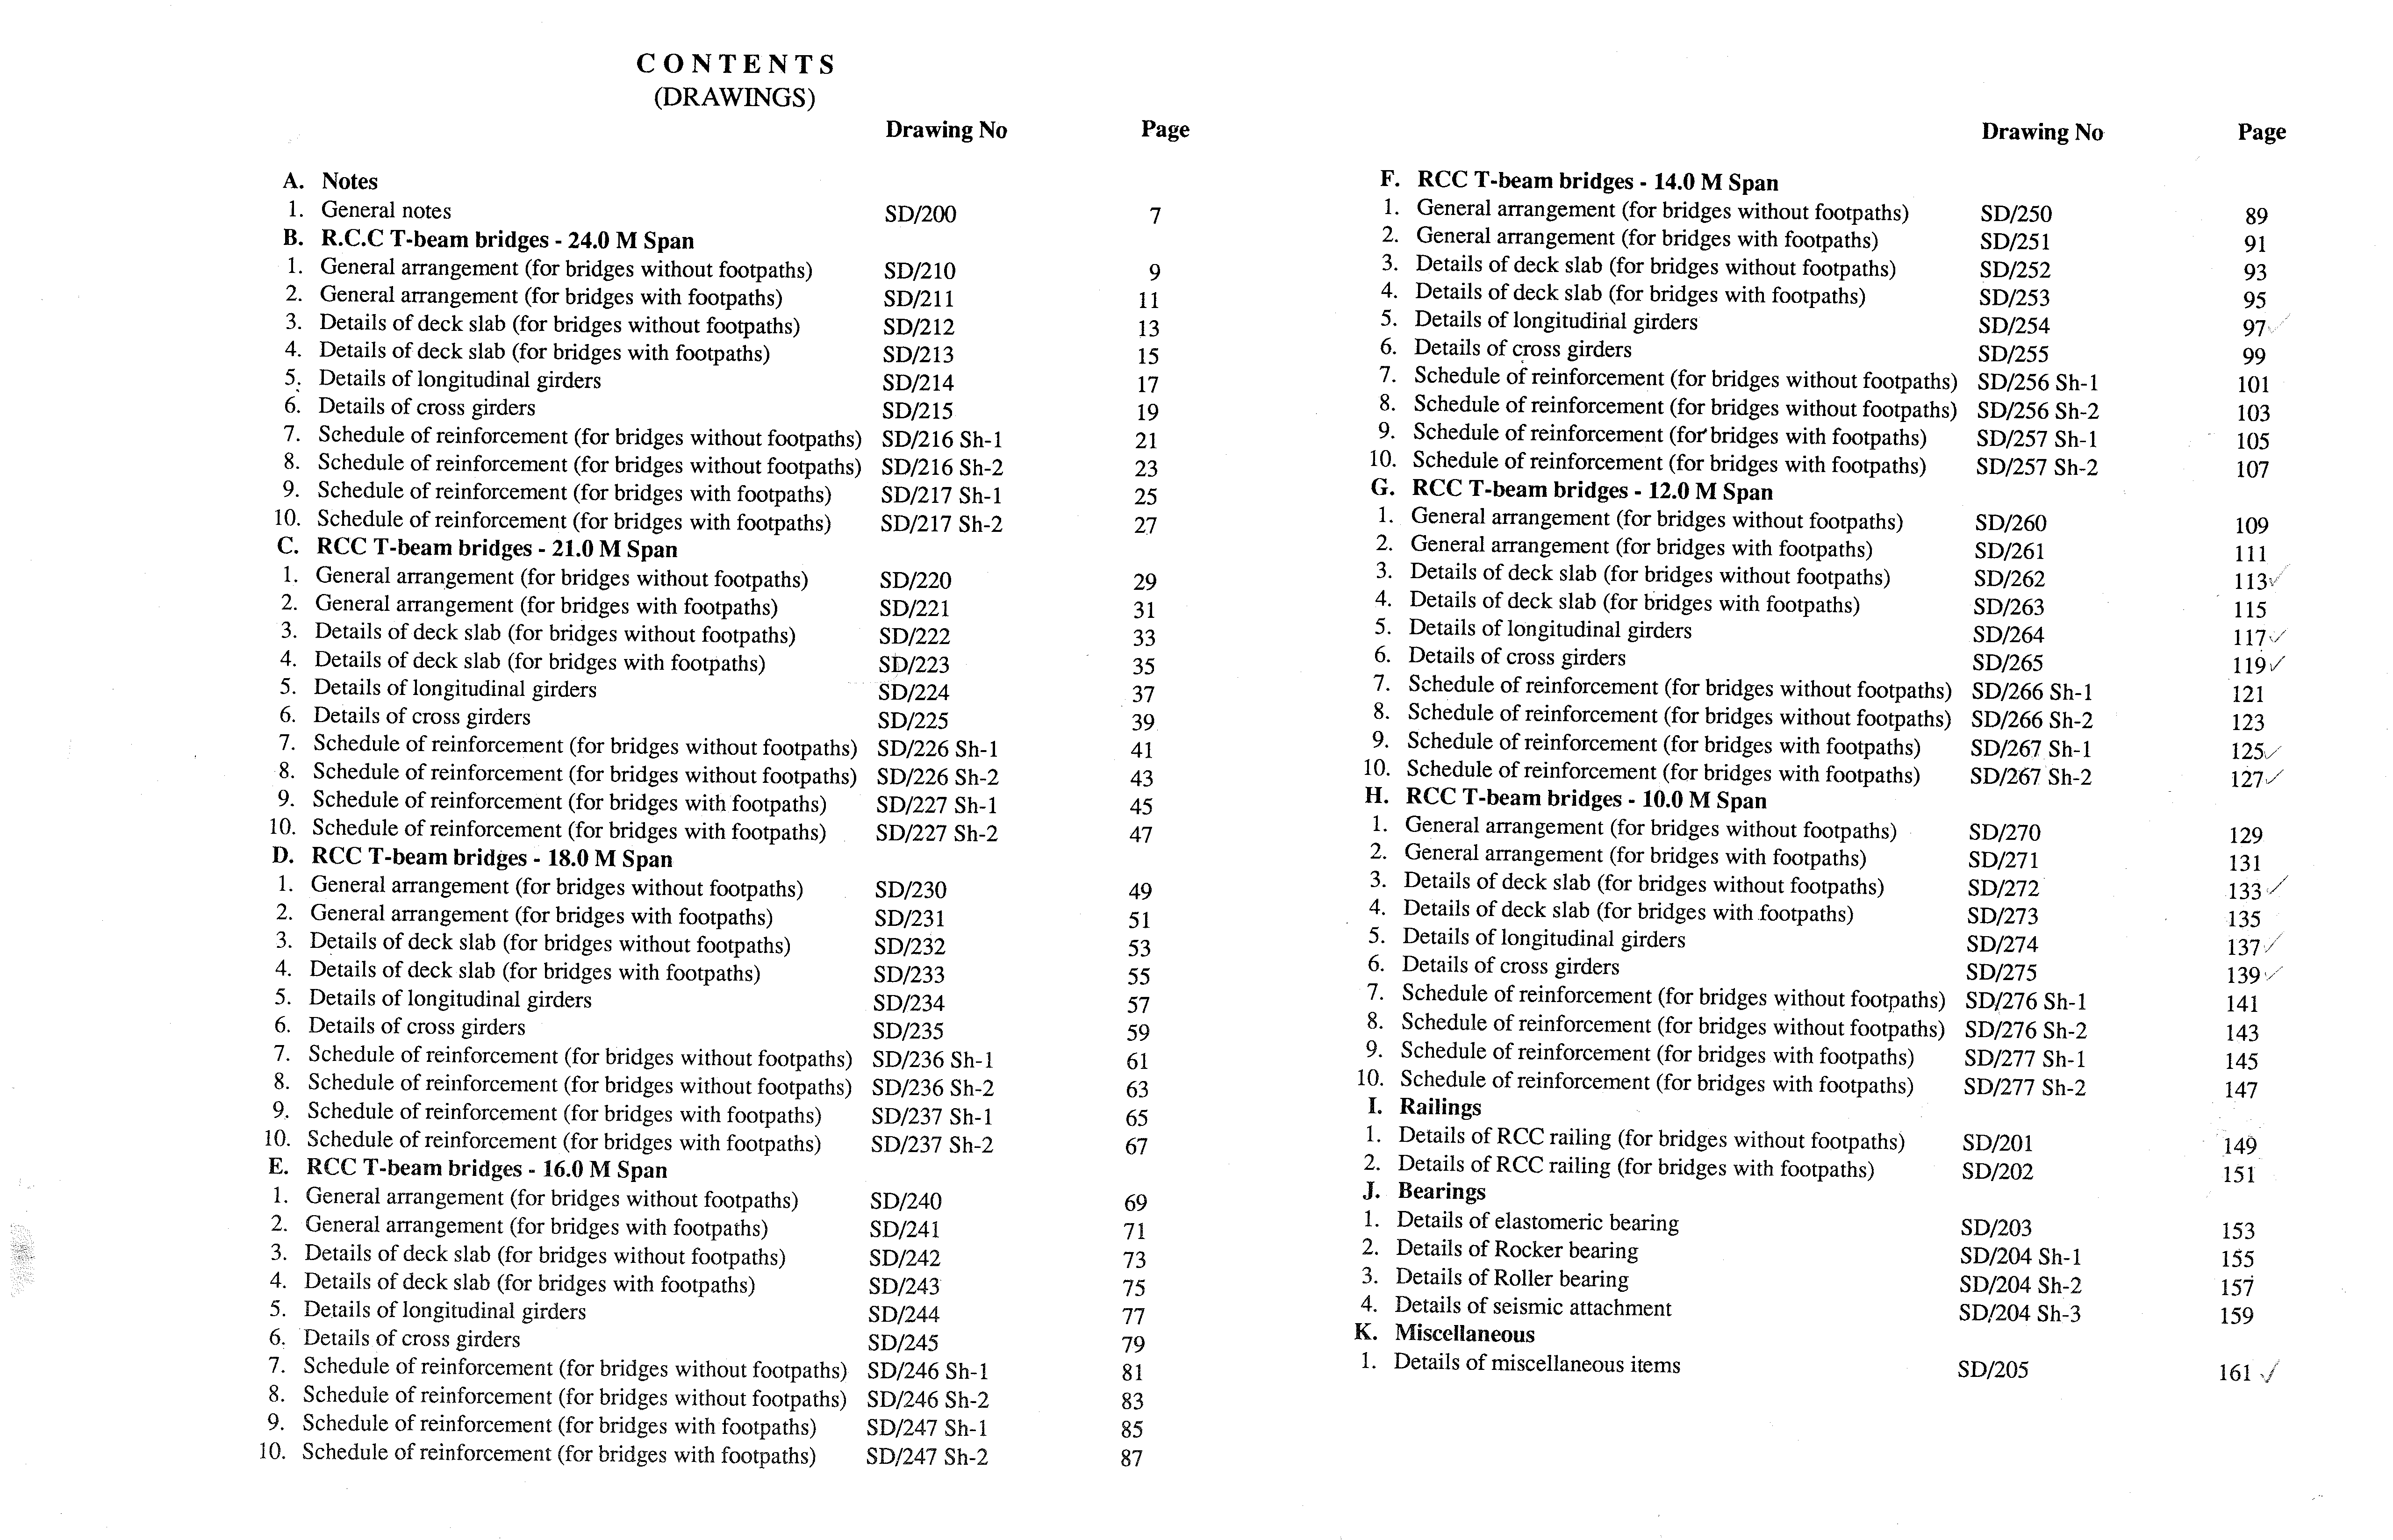 CONTENTS
(DRAWINGS)
Drawing No Page
A. Notes
1. General notes SD/200 7
B. R.C.C T-beam bridges - 24.0 M Span
1. General arrangement (for bridges without footpaths) SD/210 9
2. General arrangement (for bridges with footpaths) SD/211 11
3. Details of deck slab (for bridges without footpaths) SD/212 13
4. Details of deck slab (for bridges with footpaths) SD/213 15
5. Details of longitudinal girders SD/214 17
6. Details of cross girders SD/215 19
7. Schedule of reinforcement (for bridges without footpaths) SD/216 Sh-1 21
8. Schedule of reinforcement (for bridges without footpaths) SD/216 Sh-2 23
9. Schedule of reinforcement (for bridges with footpaths) SD/217 Sh-1 25
10. Schedule of reinforcement (for bridges with footpaths) SD/217 Sh-2 27
C. RCC T-beam bridges - 21.0 M Span
1. General arrangement (for bridges without footpaths) SD/220 29
2. General arrangement (for bridges with footpaths) SD/221 31
3. Details of deck slab (for bridges without footpaths) SD/222 33
4. Details of deck slab (for bridges with footpaths) SD/223 35
5. Details of longitudinal girders SD/224 37
6. Details of cross girders SD/225 39
7. Schedule of reinforcement (for bridges without footpaths) SD/226 Sh-1 41
8. Schedule of reinforcement (for bridges without footpaths) SD/226 Sh-2 43
9. Schedule of reinforcement (for bridges with footpaths) SD/227 Sh-1 45
10. Schedule of reinforcement (for bridges with footpaths) SD/227 Sh-2 47
D. RCC T-beam bridges - 18.0 M Span
1. General arrangement (for bridges without footpaths) SD/230 49
2. General arrangement (for bridges with footpaths) SD/231 51
3. Details of deck slab (for bridges without footpaths) SD/232 53
4. Details of deck slab (for bridges with footpaths) SD/233 55
5. Details of longitudinal girders SD/234 57
6. Details of cross girders SD/235 59
7. Schedule of reinforcement (for bridges without footpaths) SD/236 Sh-1 61
8. Schedule of reinforcement (for bridges without footpaths) SD/236 Sh-2 63
9. Schedule of reinforcement (for bridges with footpaths) SD/237 Sh-1 65
10. Schedule of reinforcement (for bridges with footpaths) SD/237 Sh-2 67
E. RCC T-beam bridges - 16.0 M Span
1. General arrangement (for bridges without footpaths) SD/240 69
2. General arrangement (for bridges with footpaths) SD/241 71
3. Details of deck slab (for bridges without footpaths) SD/242 73
4. Details of deck slab (for bridges with footpaths) SD/243 75
5. Details of longitudinal girders SD/244 77
6. Details of cross girders SD/245 79
7. Schedule of reinforcement (for bridges without footpaths) SD/246 Sh-1 81
8. Schedule of reinforcement (for bridges without footpaths) SD/246 Sh-2 83
9. Schedule of reinforcement (for bridges with footpaths) SD/247 Sh-1 85
10. Schedule of reinforcement (for bridges with footpaths) SD/247 Sh-2 87
Drawing No Page
F. RCC T-beam bridges - 14.0 M Span
1. General arrangement (for bridges without footpaths) SD/250 89
2. General arrangement (for bridges with footpaths) SD/251 91
3. Details of deck slab (for bridges without footpaths) SD/252 93
4. Details of deck slab (for bridges with footpaths) SD/253 95
5. Details of longitudinal girders SD/254 97
6. Details of cross girders SD/255 99
7. Schedule of reinforcement (for bridges without footpaths) SD/256 Sh-1 101
8. Schedule of reinforcement (for bridges without footpaths) SD/256 Sh-2 103
9. Schedule of reinforcement (for bridges with footpaths) SD/257 Sh-1 105
10. Schedule of reinforcement (for bridges with footpaths) SD/257 Sh-2 107
G. RCC T-beam bridges - 12.0 M Span
1. General arrangement (for bridges without footpaths) SD/260 109
2. General arrangement (for bridges with footpaths) SD/261 111
3. Details of deck slab (for bridges without footpaths) SD/262 113
4. Details of deck slab (for bridges with footpaths) SD/263 115
5. Details of longitudinal girders SD/264 117
6. Details of cross girders SD/265 119
7. Schedule of reinforcement (for bridges without footpaths) SD/266 Sh-1 121
8. Schedule of reinforcement (for bridges without footpaths) SD/266 Sh-2 123
9. Schedule of reinforcement (for bridges with footpaths) SD/267 Sh-1 125
10. Schedule of reinforcement (for bridges with footpaths) SD/267 Sh-2 127
H. RCC T-beam bridges - 10.0 M Span
1. General arrangement (for bridges without footpaths) SD/270 129
2. General arrangement (for bridges with footpaths) SD/271 131
3. Details of deck slab (for bridges without footpaths) SD/272 133
4. Details of deck slab (for bridges with footpaths) SD/273 135
5. Details of longitudinal girders SD/274 137
6. Details of cross girders SD/275 139
7. Schedule of reinforcement (for bridges without footpaths) SD/276 Sh-1 141
8. Schedule of reinforcement (for bridges without footpaths) SD/276 Sh-2 143
9. Schedule of reinforcement (for bridges with footpaths) SD/277 Sh-1 145
10. Schedule of reinforcement (for bridges with footpaths) SD/277 Sh-2 147
I. Railings
1. Details of RCC railing (for bridges without footpaths) SD/201 149
2. Details of RCC railing (for bridges with footpaths) SD/202 151
J. Bearings
1. Details of elastomeric bearing SD/203 153
2. Details of Rocker bearing SD/204 Sh-1 155
3. Details of Roller bearing SD/204 Sh-2 157
4. Details of seismic attachment SD/204 Sh-3 159
K. Miscellaneous
1. Details of miscellaneous items SD/205 161